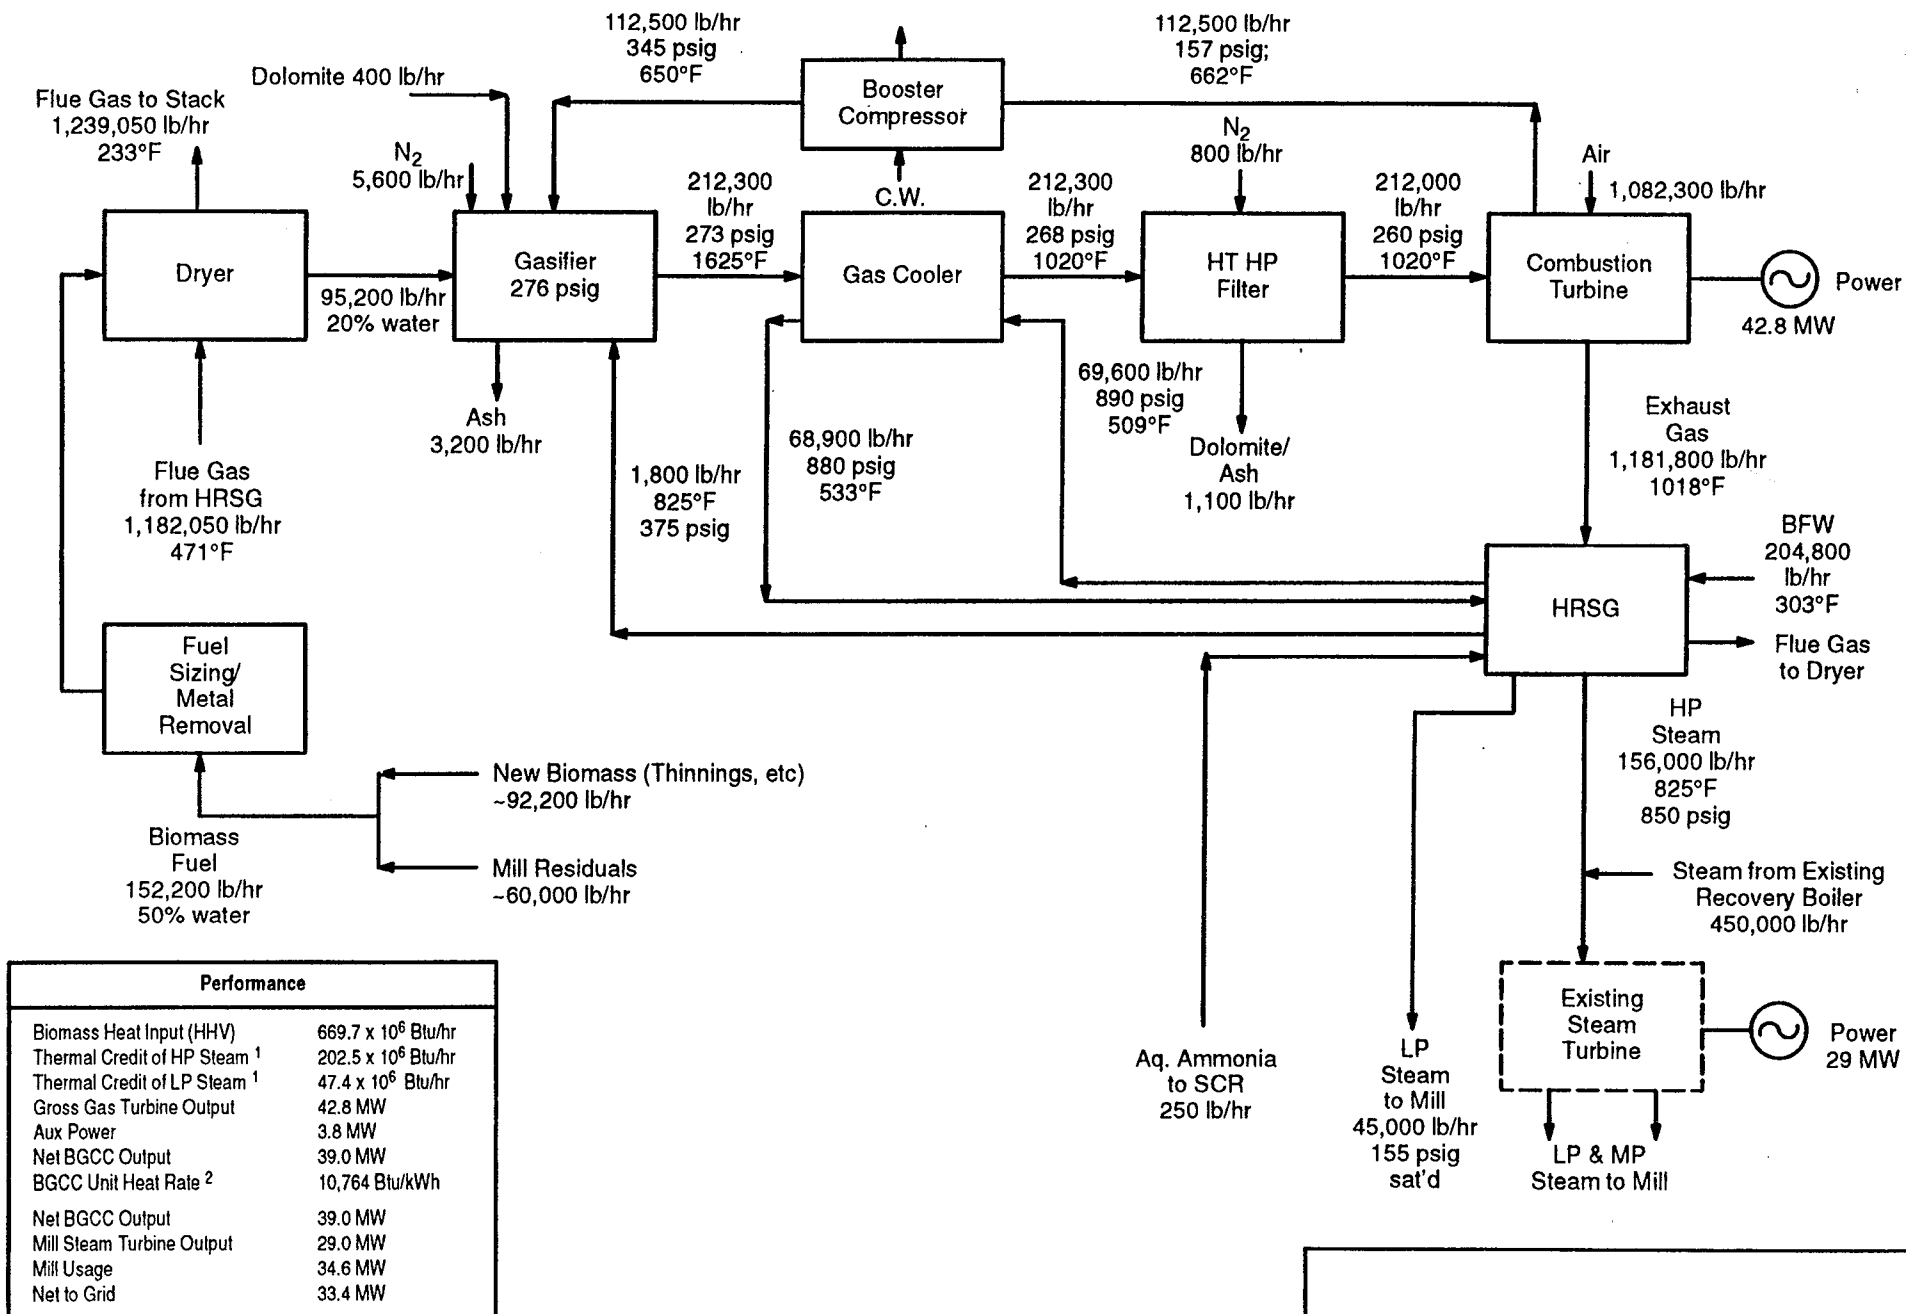 112,500 lb/hr
345 psig
650°F
112,500 lb/hr
157 psig;
662°F
Dolomite 400 lb/hr
Booster
Compressor
Flue Gas to Stack
1,239,050 lb/hr
233°F
N2
5,600 lb/hr
N2
800 lb/hr
Air
1,082,300 lb/hr
C.W.
212,300
lb/hr
273 psig
1625°F
212,300
lb/hr
268 psig
1020°F
212,000
lb/hr
260 psig
1020°F
Dryer
95,200 lb/hr
20% water
Gasifier
276 psig
Gas Cooler
HT HP
Filter
Combustion
Turbine
Power
42.8 MW
Ash
3,200 lb/hr
Flue Gas
from HRSG
1,182,050 lb/hr
471°F
1,800 lb/hr
825°F
375 psig
68,900 lb/hr
880 psig
533°F
69,600 lb/hr
890 psig
509°F
Dolomite/
Ash
1,100 lb/hr
Exhaust
Gas
1,181,800 lb/hr
1018°F
BFW
204,800
lb/hr
303°F
HRSG
Flue Gas
to Dryer
Fuel
Sizing/
Metal
Removal
HP
Steam
156,000 lb/hr
825°F
850 psig
New Biomass (Thinnings, etc)
~92,200 lb/hr
Biomass
Fuel
152,200 lb/hr
50% water
Mill Residuals
~60,000 lb/hr
Steam from Existing
Recovery Boiler
450,000 lb/hr
Existing
Steam
Turbine
Power
29 MW
Aq. Ammonia
to SCR
250 lb/hr
LP
Steam
to Mill
45,000 lb/hr
155 psig
sat'd
LP & MP
Steam to Mill
Performance
Biomass Heat Input (HHV) 669.7 x 10⁶ Btu/hr
Thermal Credit of HP Steam ¹ 202.5 x 10⁶ Btu/hr
Thermal Credit of LP Steam ¹ 47.4 x 10⁶ Btu/hr
Gross Gas Turbine Output 42.8 MW
Aux Power 3.8 MW
Net BGCC Output 39.0 MW
BGCC Unit Heat Rate ² 10,764 Btu/kWh
Net BGCC Output 39.0 MW
Mill Steam Turbine Output 29.0 MW
Mill Usage 34.6 MW
Net to Grid 33.4 MW